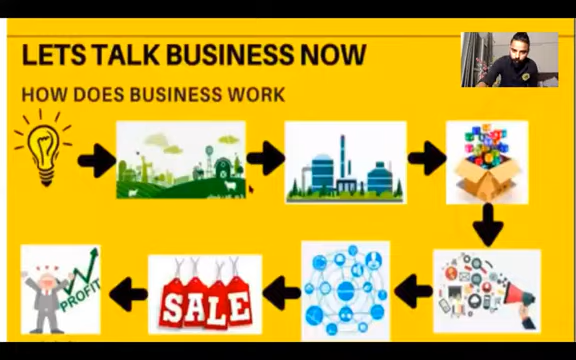 LETS TALK BUSINESS NOW
HOW DOES BUSINESS WORK
PROFIT
SALE